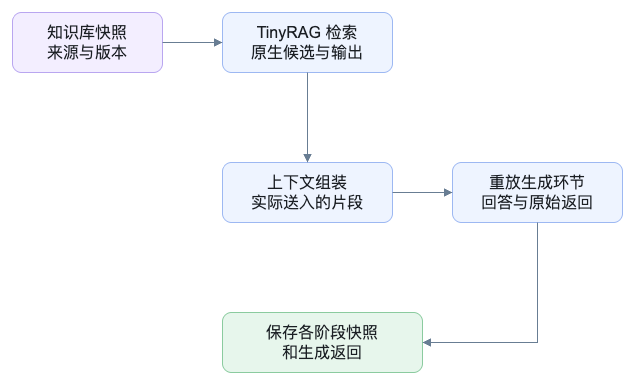 知识库快照
来源与版本
TinyRAG 检索
原生候选与输出
上下文组装
实际送入的片段
重放生成环节
回答与原始返回
保存各阶段快照
和生成返回